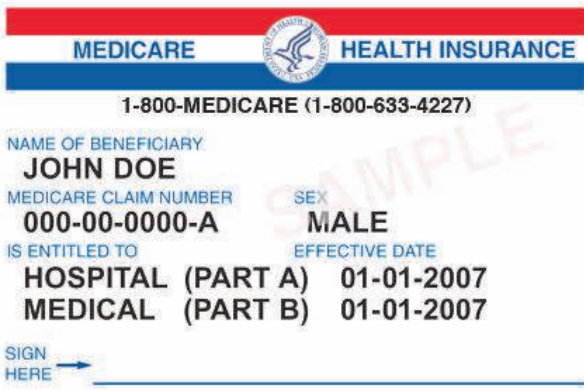 MEDICARE HEALTH INSURANCE
1-800-MEDICARE (1-800-633-4227)
SAMPLE
NAME OF BENEFICIARY
JOHN DOE
MEDICARE CLAIM NUMBER SEX
000-00-0000-A MALE
IS ENTITLED TO EFFECTIVE DATE
HOSPITAL (PART A) 01-01-2007
MEDICAL (PART B) 01-01-2007
SIGN
HERE